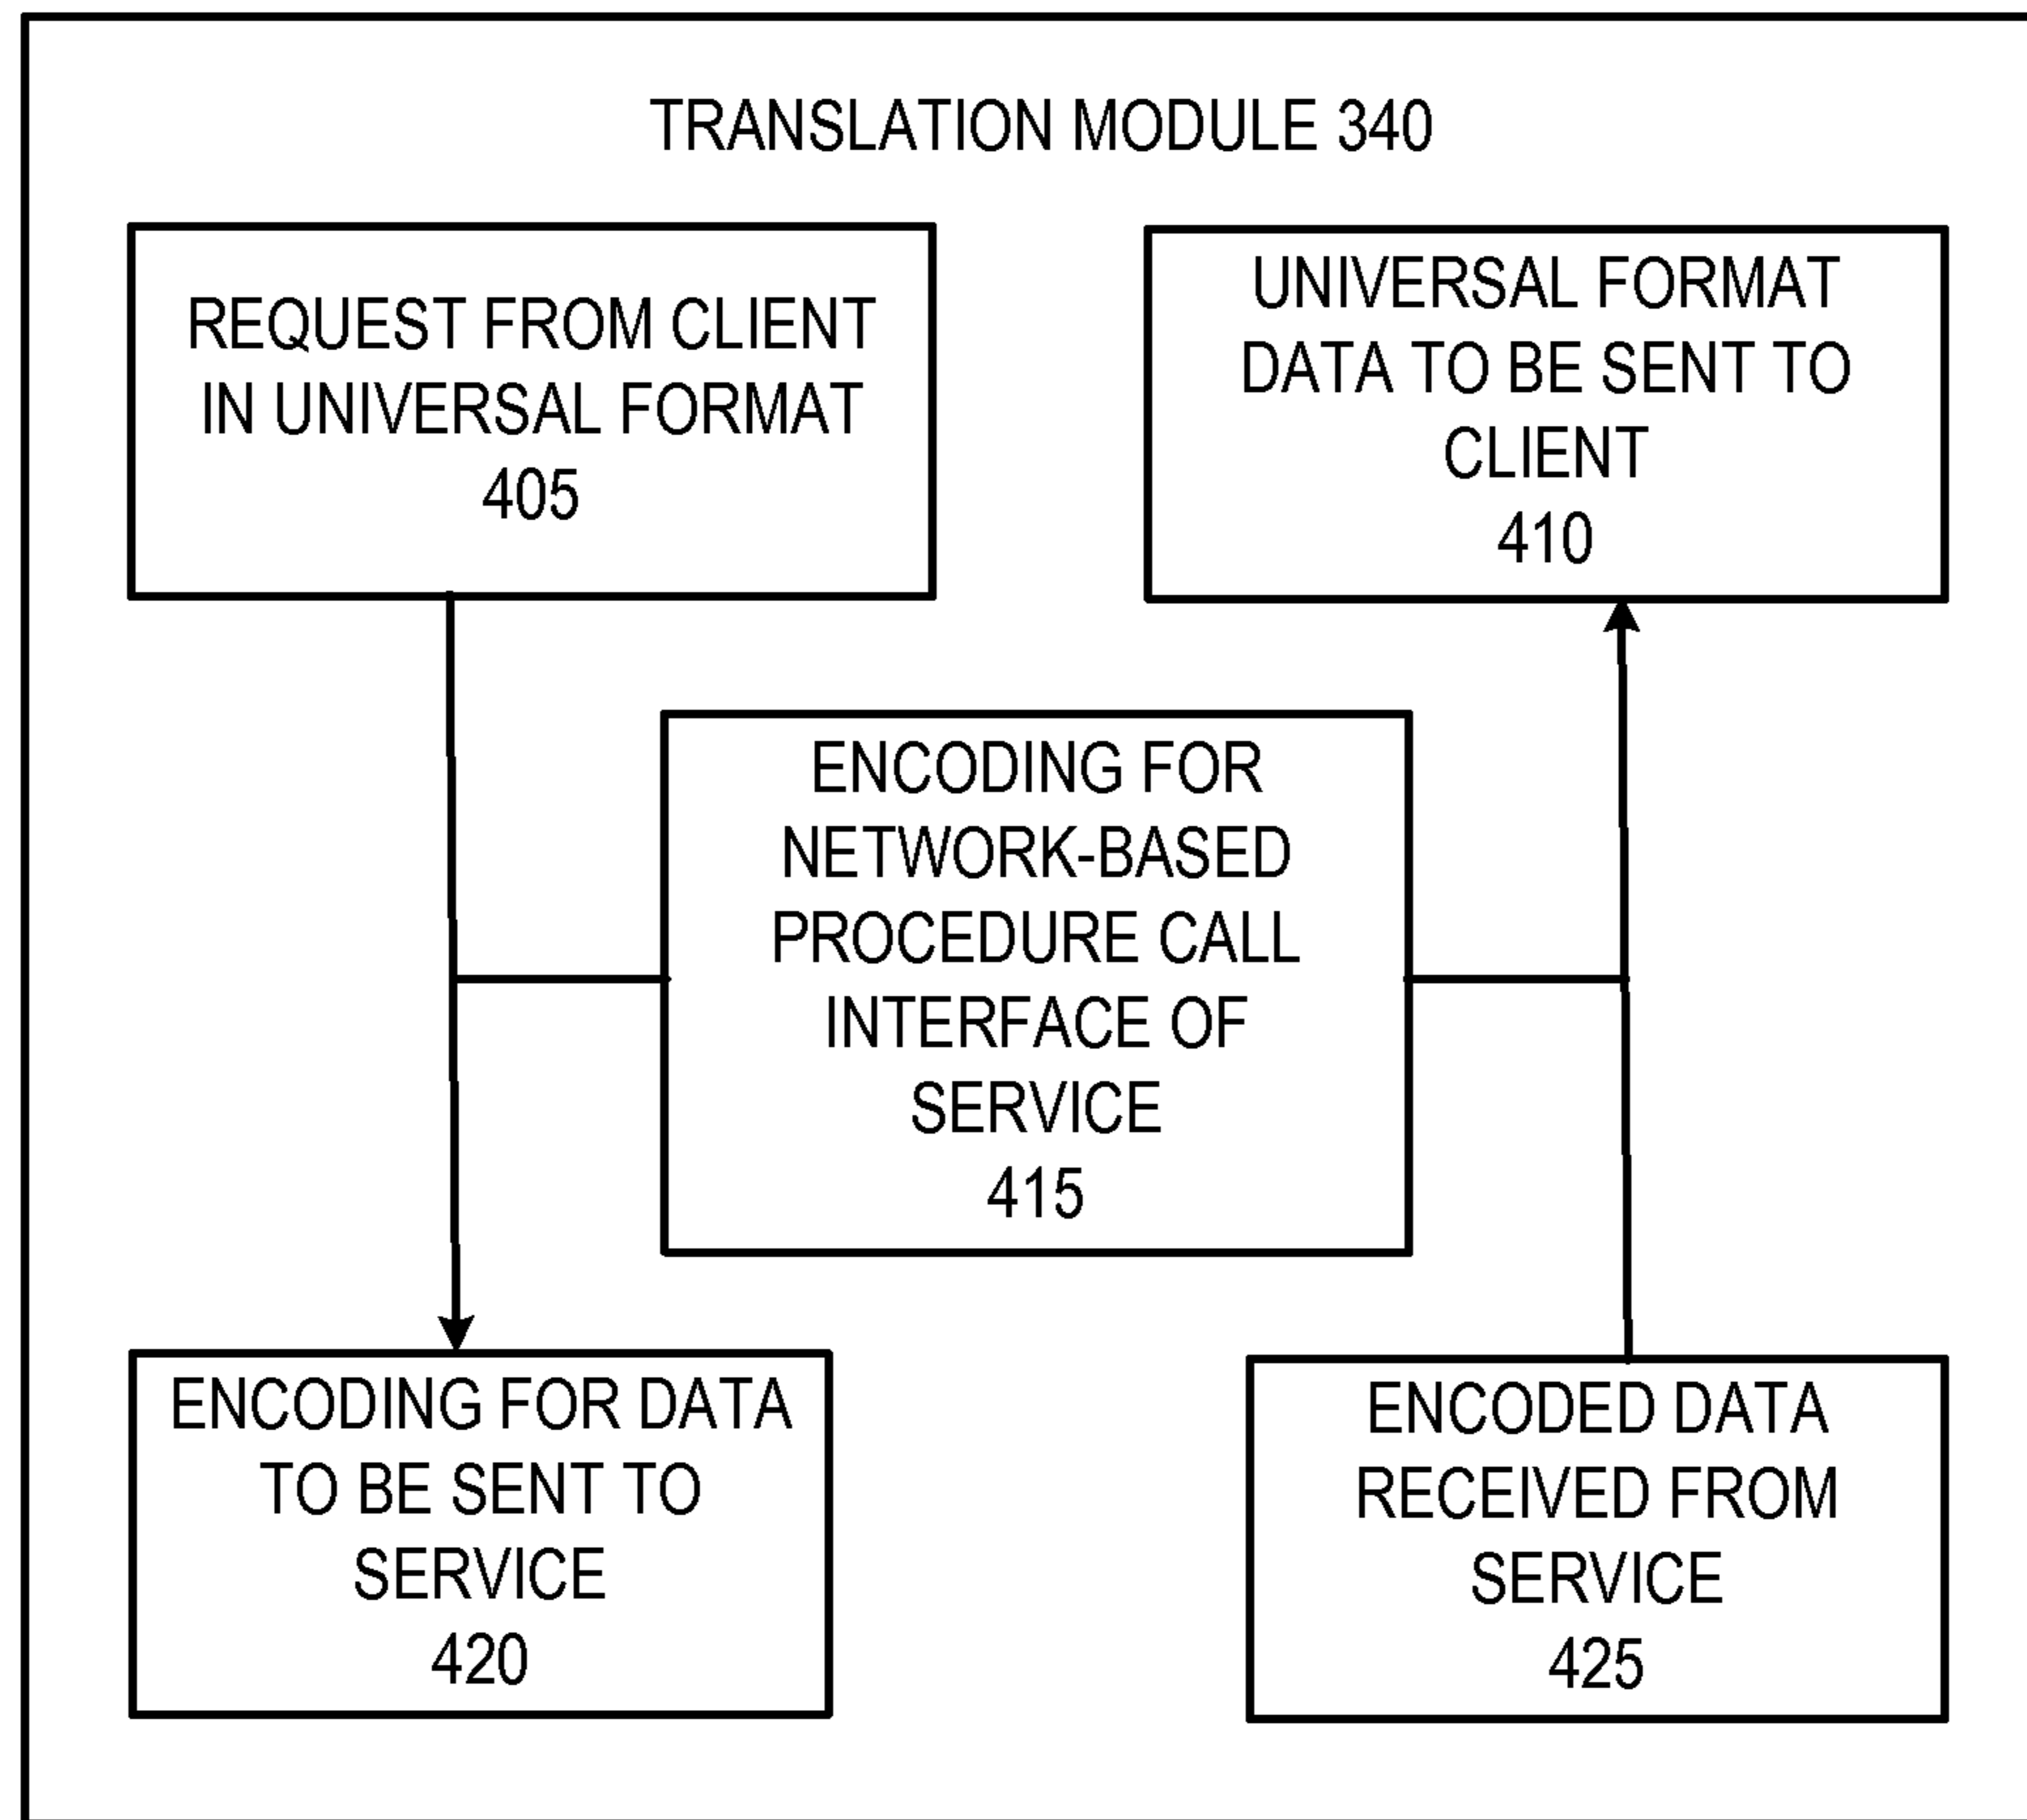 TRANSLATION MODULE 340
REQUEST FROM CLIENT
IN UNIVERSAL FORMAT
405
UNIVERSAL FORMAT
DATA TO BE SENT TO
CLIENT
410
ENCODING FOR
NETWORK-BASED
PROCEDURE CALL
INTERFACE OF
SERVICE
415
ENCODING FOR DATA
TO BE SENT TO
SERVICE
420
ENCODED DATA
RECEIVED FROM
SERVICE
425